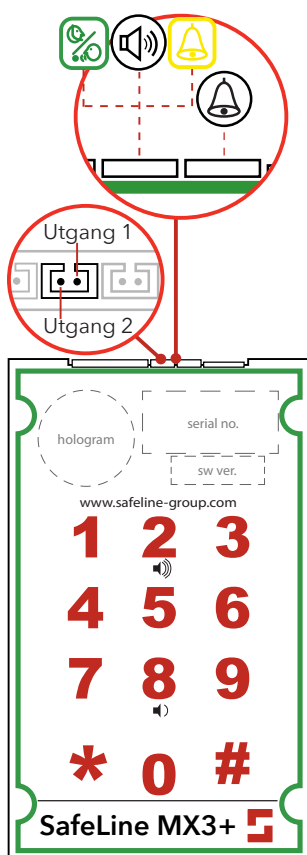 Utgang 1
Utgang 2
hologram
serial no.
sw ver.
www.safeline-group.com
1 2 3
4 5 6
7 8 9
* 0 #
SafeLine MX3+